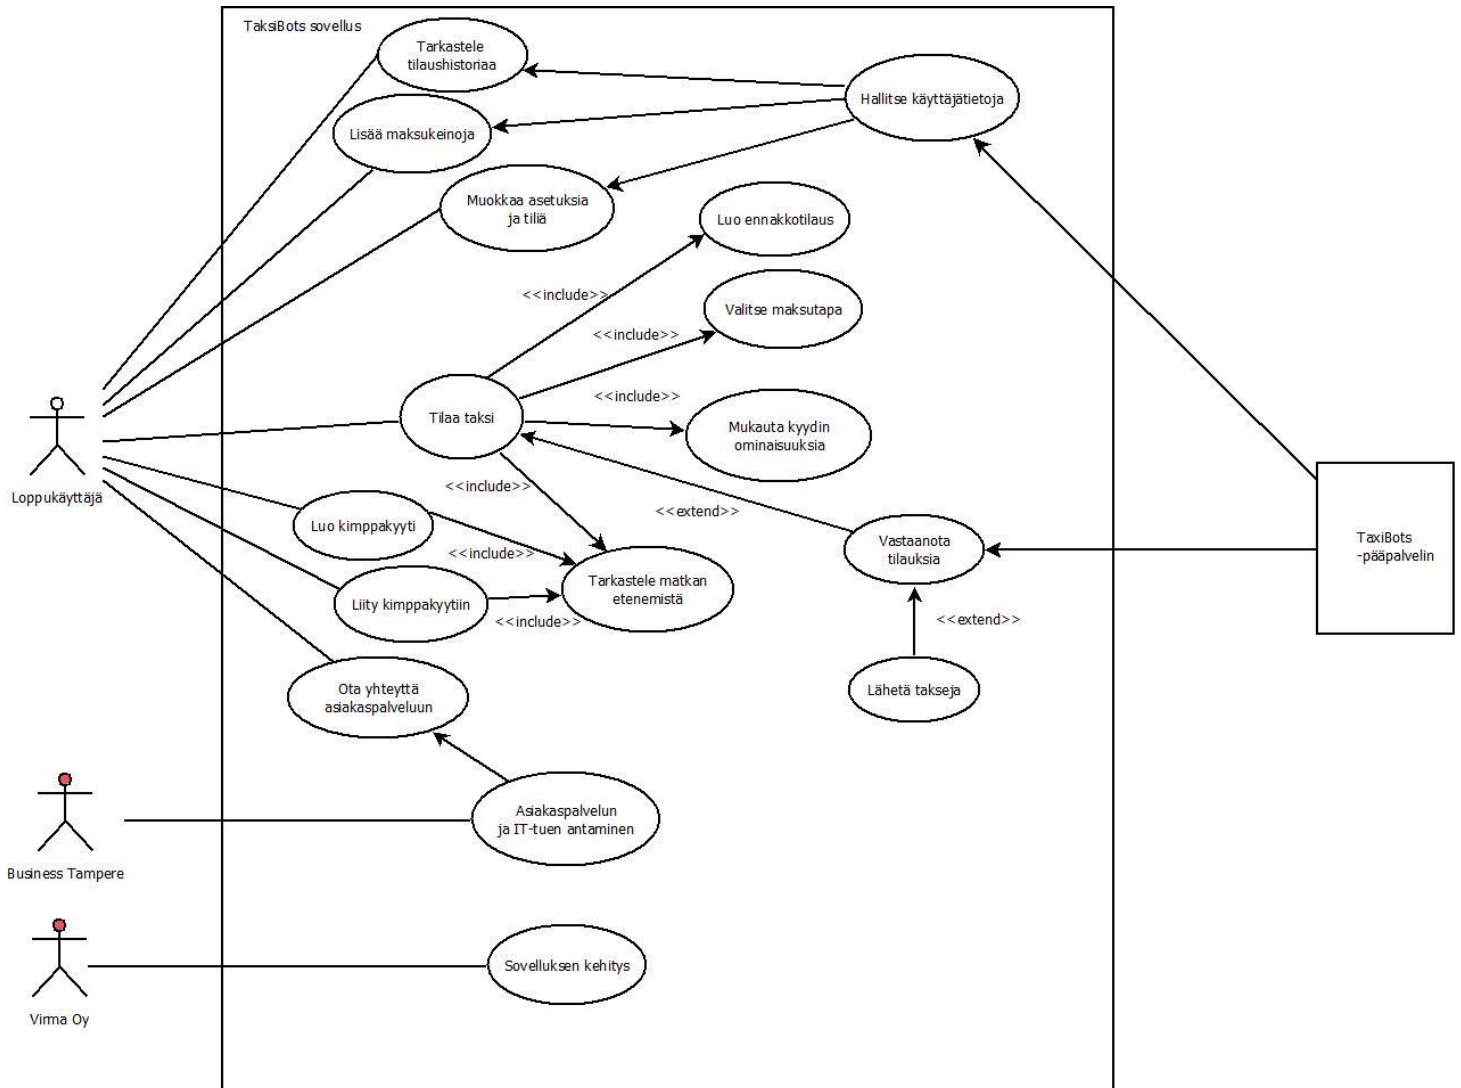 TaksiBots sovellus
Tarkastele
tilaushistoriaa
Hallitse käyttäjätietoja
Lisää maksukeinoja
Muokkaa asetuksia
ja tiliä
Luo ennakkotilaus
<<include>>
Valitse maksutapa
<<include>>
<<include>>
Tilaa taksi
Mukauta kyydin
ominaisuuksia
Loppukäyttäjä
<<include>>
<<extend>>
Luo kimppakyyti
<<include>>
Vastaanota
tilauksia
TaxiBots
-pääpalvelin
Tarkastele matkan
etenemistä
Liity kimppakyytiin
<<include>>
<<extend>>
Ota yhteyttä
asiakaspalveluun
Lähetä takseja
Asiakaspalvelun
ja IT-tuen antaminen
Business Tampere
Sovelluksen kehitys
Virma Oy